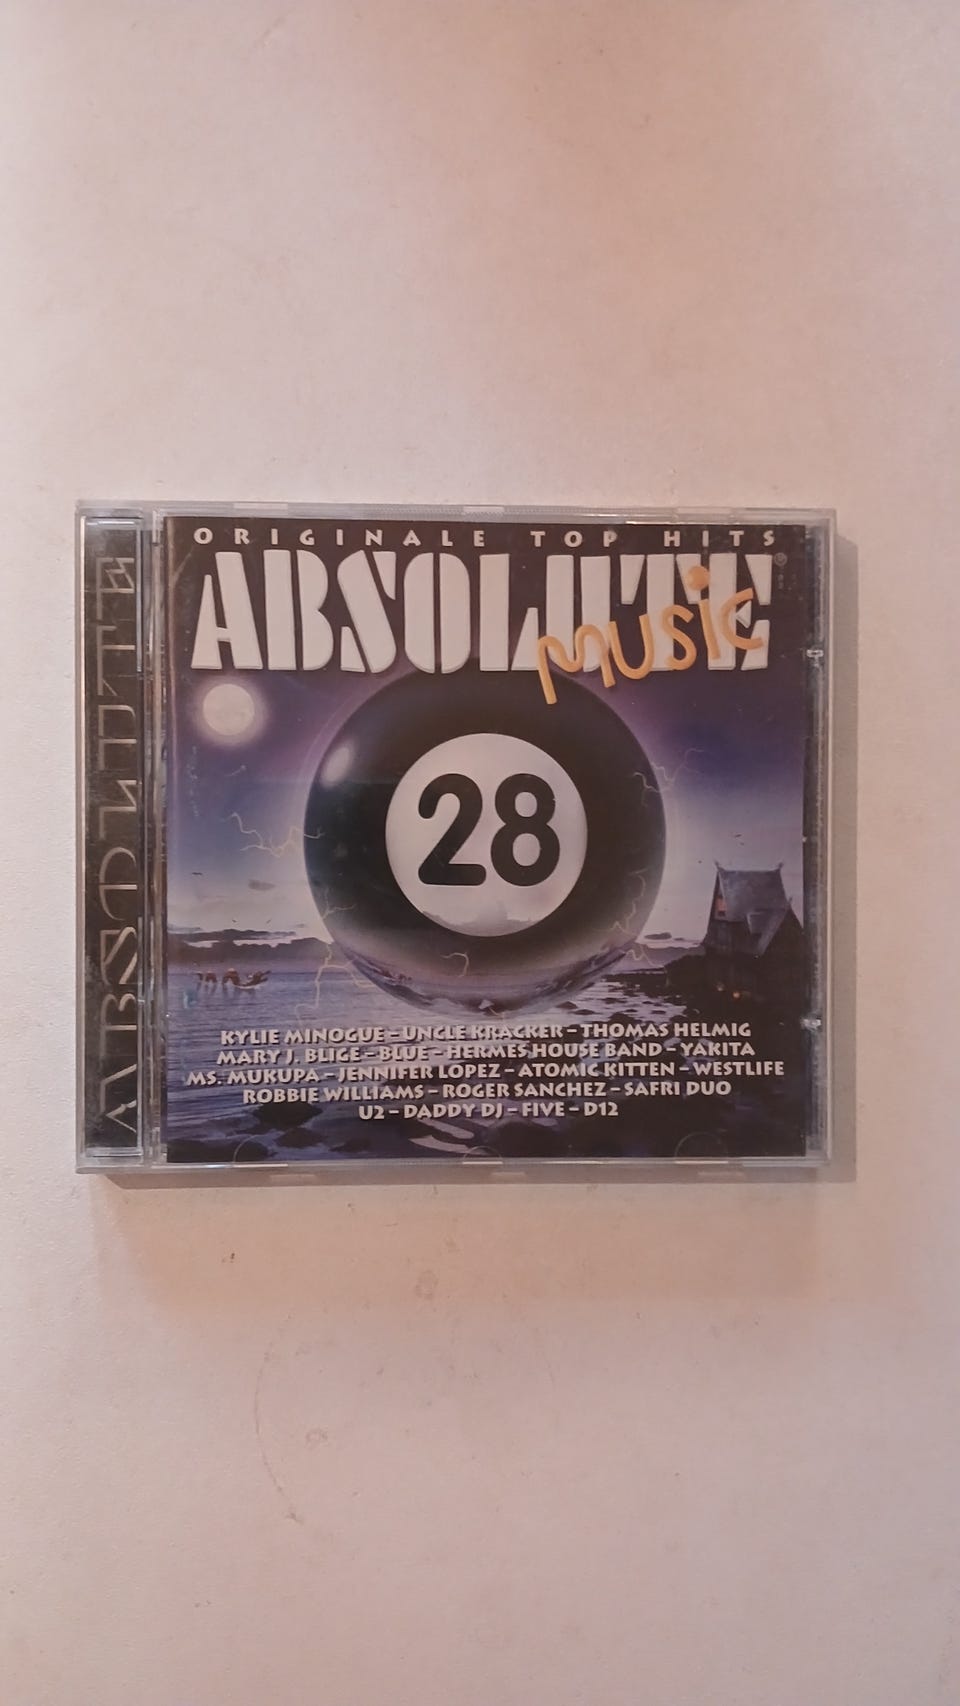 ORIGINALE TOP HITS
ABSOLUTE
music
28
KYLIE MINOGUE – UNCLE KRACKER – THOMAS HELMIG
MARY J. BLIGE – BLUE – HERMES HOUSE BAND – YAKITA
MS. MUKUPA – JENNIFER LOPEZ – ATOMIC KITTEN – WESTLIFE
ROBBIE WILLIAMS – ROGER SANCHEZ – SAFRI DUO
U2 – DADDY DJ – FIVE – D12
ABSOLUTE